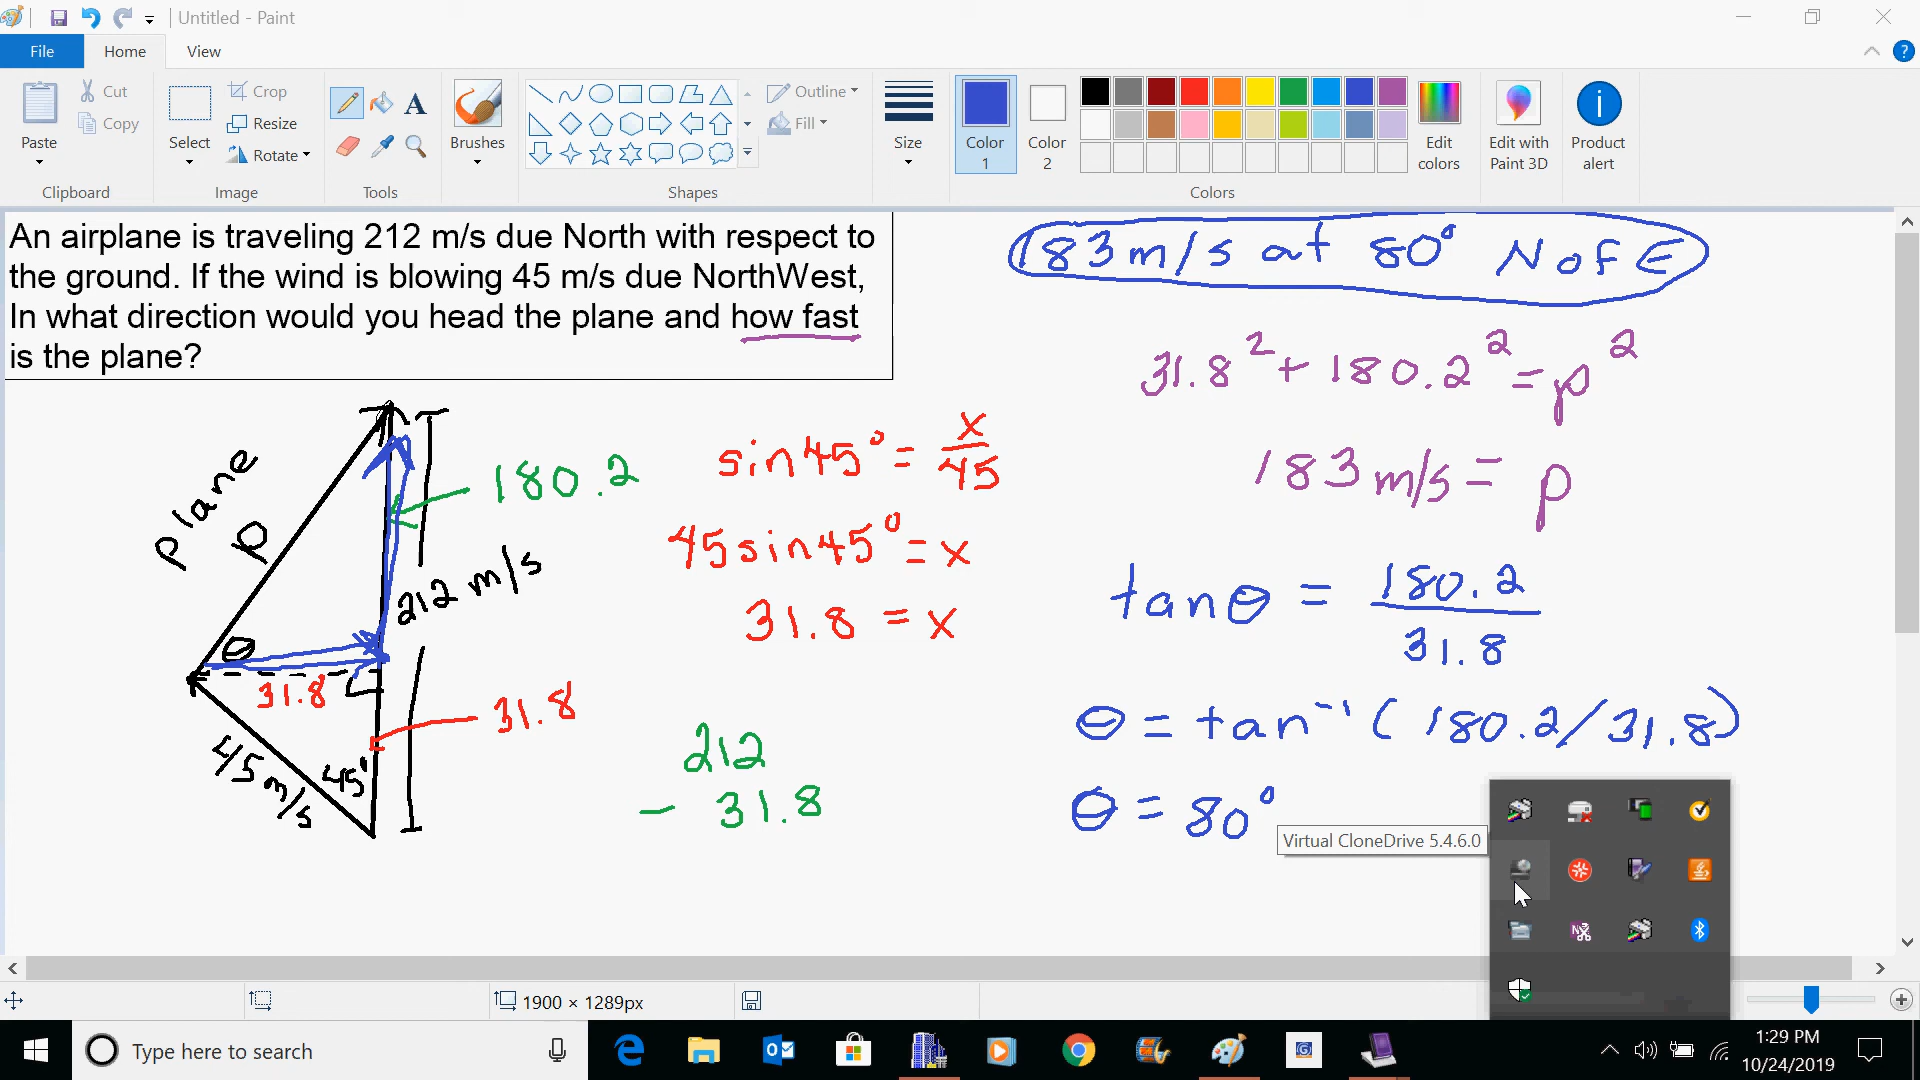 Untitled - Paint
File
Home
View
Paste
Cut
Copy
Clipboard
Select
Crop
Resize
Rotate
Image
A
Tools
Brushes
Outline
Fill
Shapes
Size
Color 1
Color 2
Edit colors
Edit with Paint 3D
Product alert
Colors
An airplane is traveling 212 m/s due North with respect to
the ground. If the wind is blowing 45 m/s due NorthWest,
In what direction would you head the plane and how fast
is the plane?
183 m/s at 80° N of E
31.8² + 180.2² = p²
183 m/s = p
tanθ = 180.2/31.8
θ = tan⁻¹ (180.2/31.8)
θ = 80°
sin45° = x/45
45sin45° = x
31.8 = x
212
- 31.8
plane
p
180.2
212 m/s
θ
31.8
31.8
45 m/s
45°
Virtual CloneDrive 5.4.6.0
1900 × 1289px
Type here to search
1:29 PM
10/24/2019